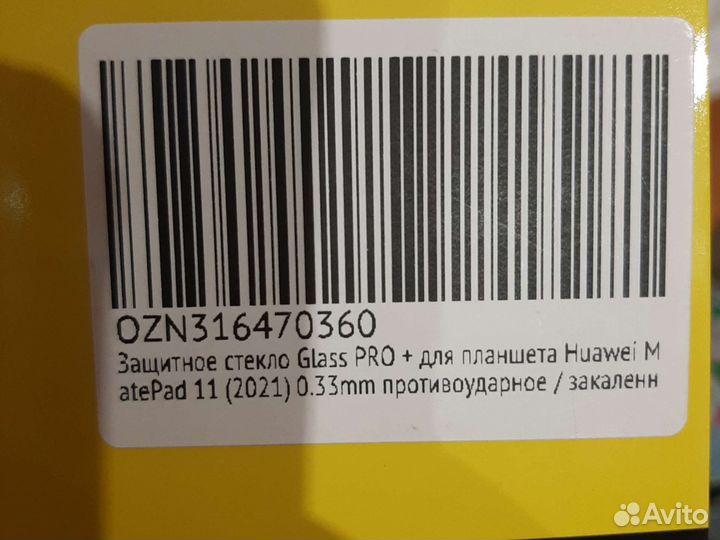 OZN316470360
Защитное стекло Glass PRO + для планшета Huawei M
atePad 11 (2021) 0.33mm противоударное / закаленн
Avito